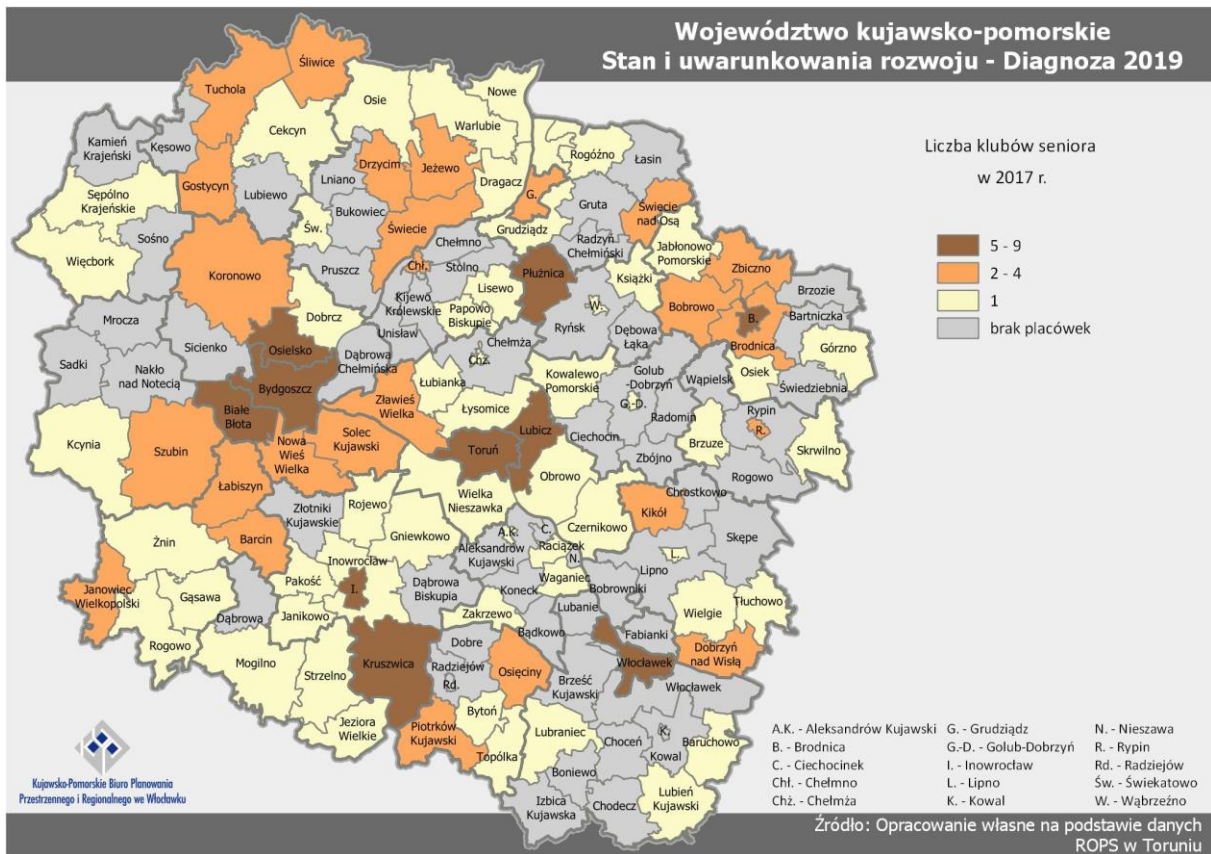 Województwo kujawsko-pomorskie
Stan i uwarunkowania rozwoju - Diagnoza 2019
Liczba klubów seniora
w 2017 r.
5 - 9
2 - 4
1
brak placówek
Śliwice
Tuchola
Nowe
Osie
Warlubie
Cekcyn
Kamień
Krajeński
Kęsowo
Rogóźno
Łasin
Drzycim
Jeżewo
Lniano
Dragacz
G.
Gostycyn
Lubiewo
Sępólno
Krajeńskie
Bukowiec
Gruta
Święcie
nad Osą
Św.
Świecie
Grudziądz
Sośno
Chełmno
Radzyń
Chełmiński
Jabłonowo
Pomorskie
Więcbork
Koronowo
Pruszcz
Chł.
Stolno
Płużnica
Zbiczno
Książki
Lisewo
Brzozie
Kijewo
Królewskie
Papowo
Biskupie
W.
Bobrowo
Dobrcz
Bartniczka
B.
Mrocza
Unisław
Ryńsk
Dębowa
Łąka
Brodnica
Sicienko
Osielsko
Chełmża
Górzno
Sadki
Nakło
nad Notecią
Dąbrowa
Chełmińska
Chż.
Golub
-Dobrzyń
Wąpielsk
Osiek
Świedziebnia
Bydgoszcz
Łubianka
Kowalewo
Pomorskie
Białe
Błota
Zławieś
Wielka
Łysomice
G.-D.
Radomin
Rypin
R.
Kcynia
Solec
Kujawski
Lubicz
Ciechocin
Brzuze
Skrwilno
Szubin
Nowa
Wieś
Wielka
Toruń
Zbójno
Rogowo
Łabiszyn
Obrowo
Wielka
Nieszawka
Chrostkowo
Kikół
Złotniki
Kujawskie
Rojewo
Czernikowo
Skępe
Żnin
Barcin
Gniewkowo
A.K.
C.
Raciążek
Aleksandrów
Kujawski
N.
L.
Inowrocław
Lipno
Janowiec
Wielkopolski
Gąsawa
Pakość
I.
Dąbrowa
Biskupia
Koneck
Waganiec
Bobrowniki
Tłuchowo
Dąbrowa
Janikowo
Zakrzewo
Lubanie
Wielgie
Rogowo
Bądkowo
Fabianki
Mogilno
Strzelno
Kruszwica
Dobre
Osięciny
Dobrzyń
nad Wisłą
Radziejów
Włocławek
Rd.
Brześć
Kujawski
Włocławek
Jeziora
Wielkie
Bytoń
Piotrków
Kujawski
Lubraniec
Choceń
K.
Kowal
Baruchowo
Topólka
Boniewo
Izbica
Kujawska
Chodecz
Lubień
Kujawski
A.K. - Aleksandrów Kujawski
B. - Brodnica
C. - Ciechocinek
Chł. - Chełmno
Chż. - Chełmża
G. - Grudziądz
G.-D. - Golub-Dobrzyń
I. - Inowrocław
L. - Lipno
K. - Kowal
N. - Nieszawa
R. - Rypin
Rd. - Radziejów
Św. - Świekatowo
W. - Wąbrzeźno
Kujawsko-Pomorskie Biuro Planowania
Przestrzennego i Regionalnego we Włocławku
Źródło: Opracowanie własne na podstawie danych
ROPS w Toruniu